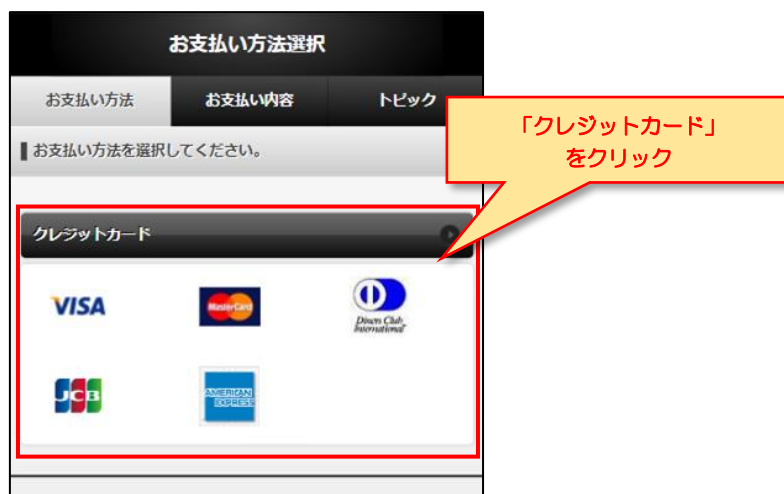 お支払い方法選択
お支払い方法
お支払い内容
トピック
お支払い方法を選択してください。
「クレジットカード」
をクリック
クレジットカード
VISA
MasterCard
Diners Club
International
JCB
AMERICAN
EXPRESS